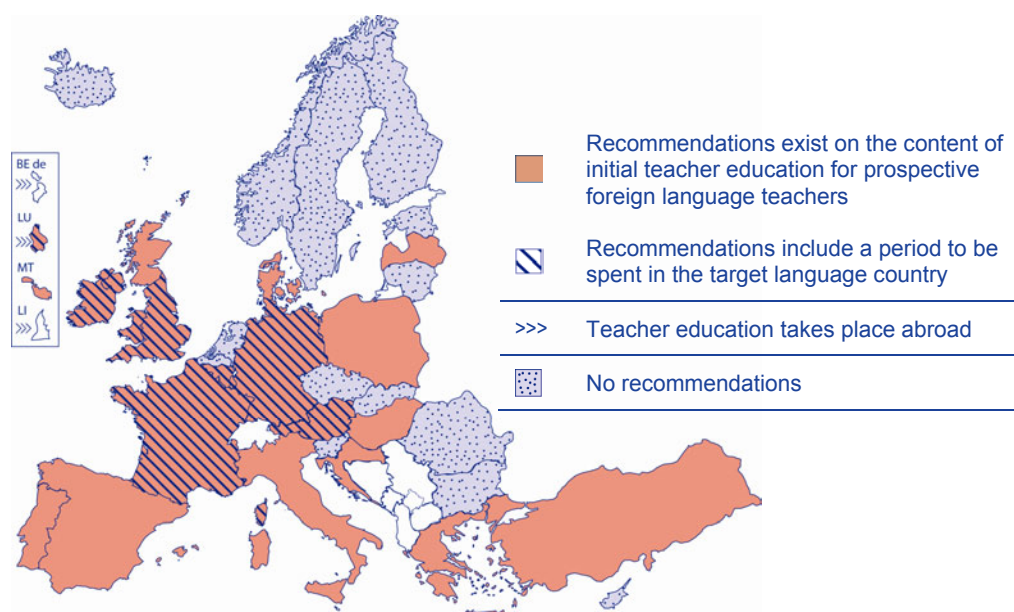 BE de
>>>
LU
>>>
MT
LI
>>>
Recommendations exist on the content of
initial teacher education for prospective
foreign language teachers
Recommendations include a period to be
spent in the target language country
>>> Teacher education takes place abroad
No recommendations